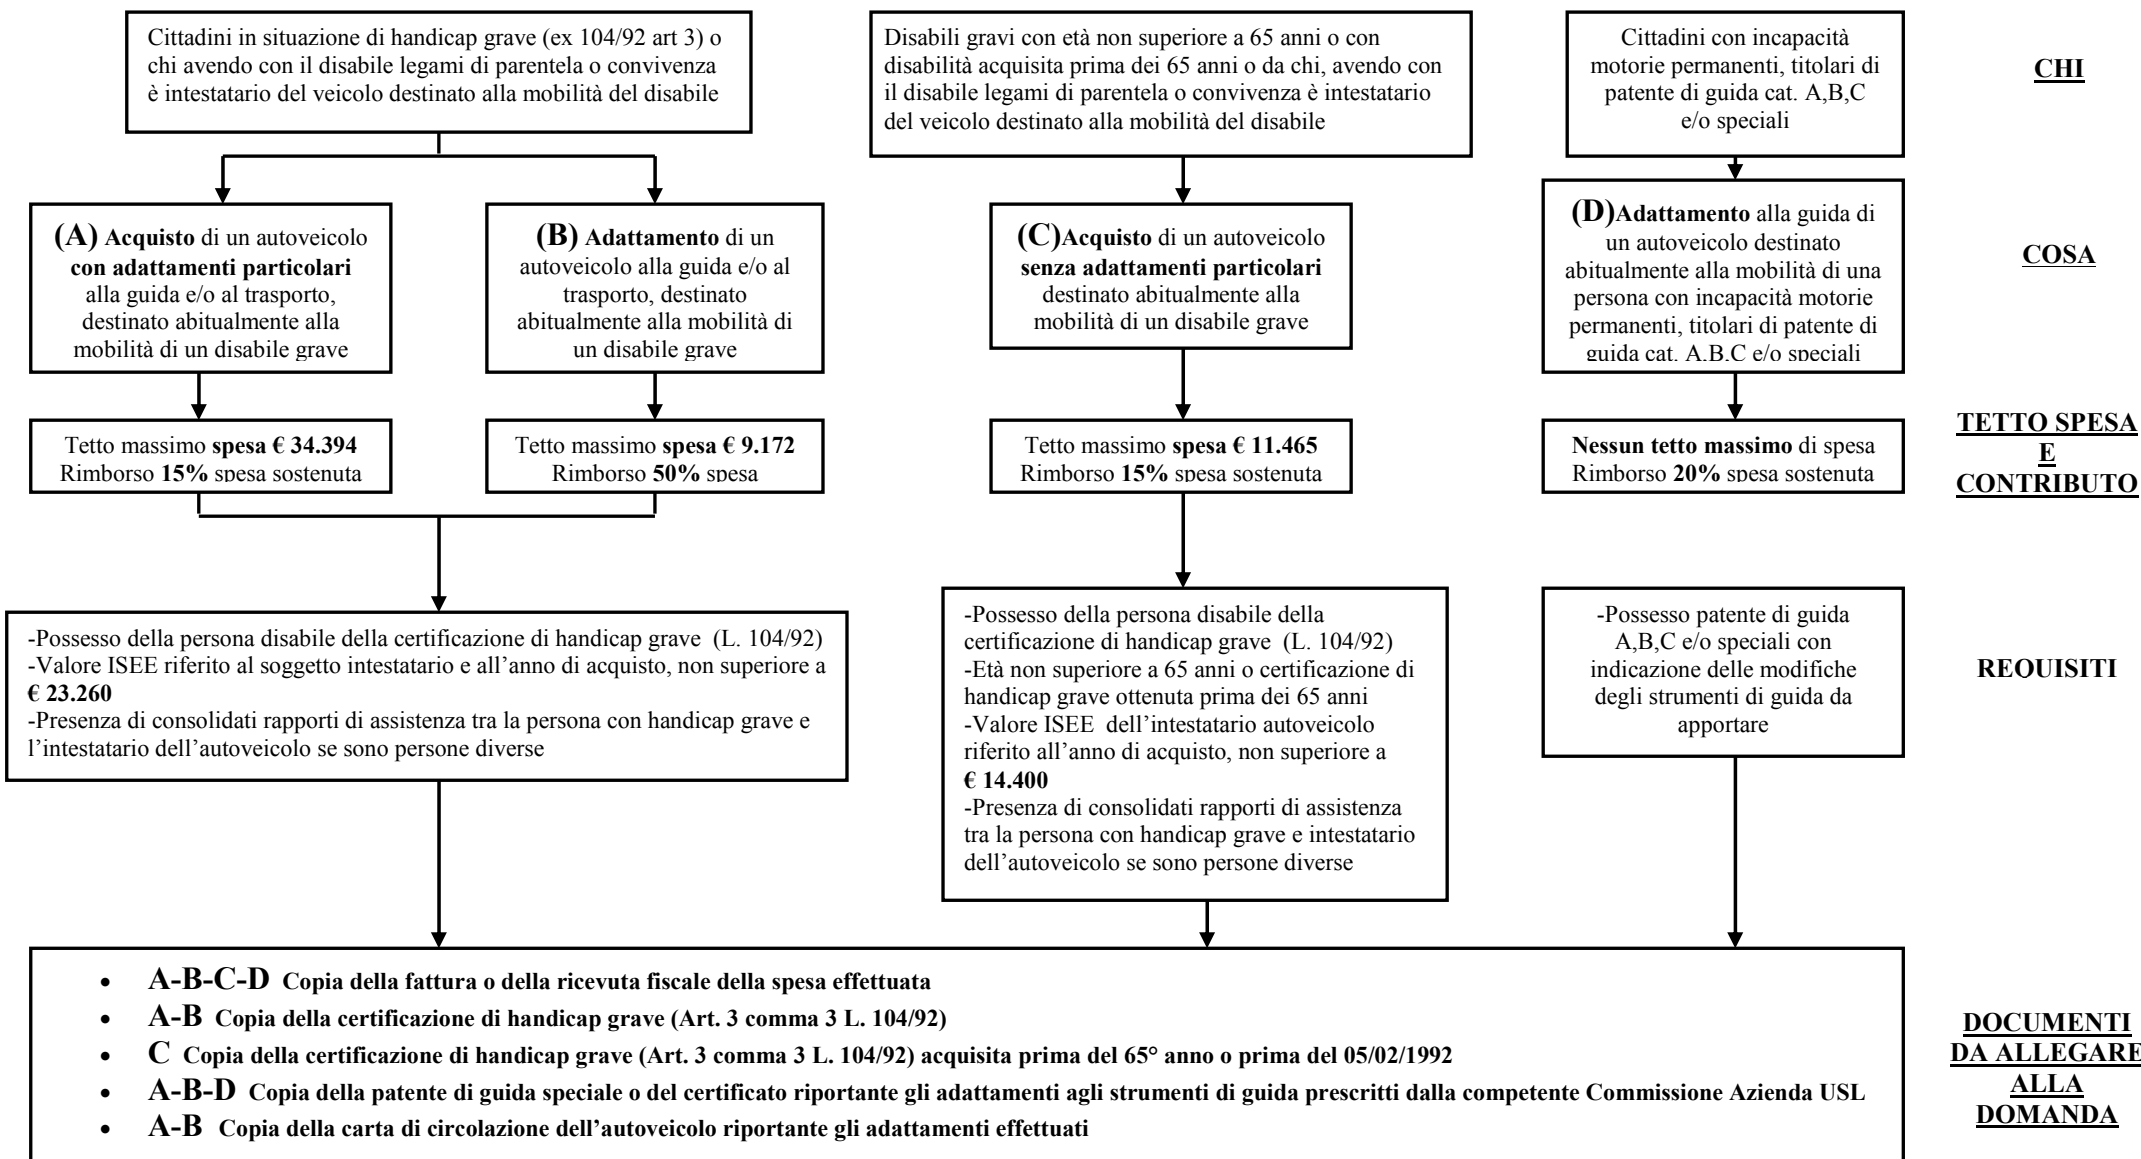 Cittadini in situazione di handicap grave (ex 104/92 art 3) o
chi avendo con il disabile legami di parentela o convivenza
è intestatario del veicolo destinato alla mobilità del disabile
Disabili gravi con età non superiore a 65 anni o con
disabilità acquisita prima dei 65 anni o da chi, avendo con
il disabile legami di parentela o convivenza è intestatario
del veicolo destinato alla mobilità del disabile
Cittadini con incapacità
motorie permanenti, titolari di
patente di guida cat. A,B,C
e/o speciali
CHI
(A) Acquisto di un autoveicolo
con adattamenti particolari
alla guida e/o al trasporto,
destinato abitualmente alla
mobilità di un disabile grave
(B) Adattamento di un
autoveicolo alla guida e/o al
trasporto, destinato
abitualmente alla mobilità di
un disabile grave
(C)Acquisto di un autoveicolo
senza adattamenti particolari
destinato abitualmente alla
mobilità di un disabile grave
(D)Adattamento alla guida di
un autoveicolo destinato
abitualmente alla mobilità di una
persona con incapacità motorie
permanenti, titolari di patente di
guida cat. A,B,C e/o speciali
COSA
Tetto massimo spesa € 34.394
Rimborso 15% spesa sostenuta
Tetto massimo spesa € 9.172
Rimborso 50% spesa
Tetto massimo spesa € 11.465
Rimborso 15% spesa sostenuta
Nessun tetto massimo di spesa
Rimborso 20% spesa sostenuta
TETTO SPESA
E
CONTRIBUTO
-Possesso della persona disabile della certificazione di handicap grave (L. 104/92)
-Valore ISEE riferito al soggetto intestatario e all’anno di acquisto, non superiore a
€ 23.260
-Presenza di consolidati rapporti di assistenza tra la persona con handicap grave e
l’intestatario dell’autoveicolo se sono persone diverse
-Possesso della persona disabile della
certificazione di handicap grave (L. 104/92)
-Età non superiore a 65 anni o certificazione di
handicap grave ottenuta prima dei 65 anni
-Valore ISEE dell’intestatario autoveicolo
riferito all’anno di acquisto, non superiore a
€ 14.400
-Presenza di consolidati rapporti di assistenza
tra la persona con handicap grave e intestatario
dell’autoveicolo se sono persone diverse
-Possesso patente di guida
A,B,C e/o speciali con
indicazione delle modifiche
degli strumenti di guida da
apportare
REQUISITI
• A-B-C-D Copia della fattura o della ricevuta fiscale della spesa effettuata
• A-B Copia della certificazione di handicap grave (Art. 3 comma 3 L. 104/92)
• C Copia della certificazione di handicap grave (Art. 3 comma 3 L. 104/92) acquisita prima del 65° anno o prima del 05/02/1992
• A-B-D Copia della patente di guida speciale o del certificato riportante gli adattamenti agli strumenti di guida prescritti dalla competente Commissione Azienda USL
• A-B Copia della carta di circolazione dell’autoveicolo riportante gli adattamenti effettuati
DOCUMENTI
DA ALLEGARE
ALLA
DOMANDA